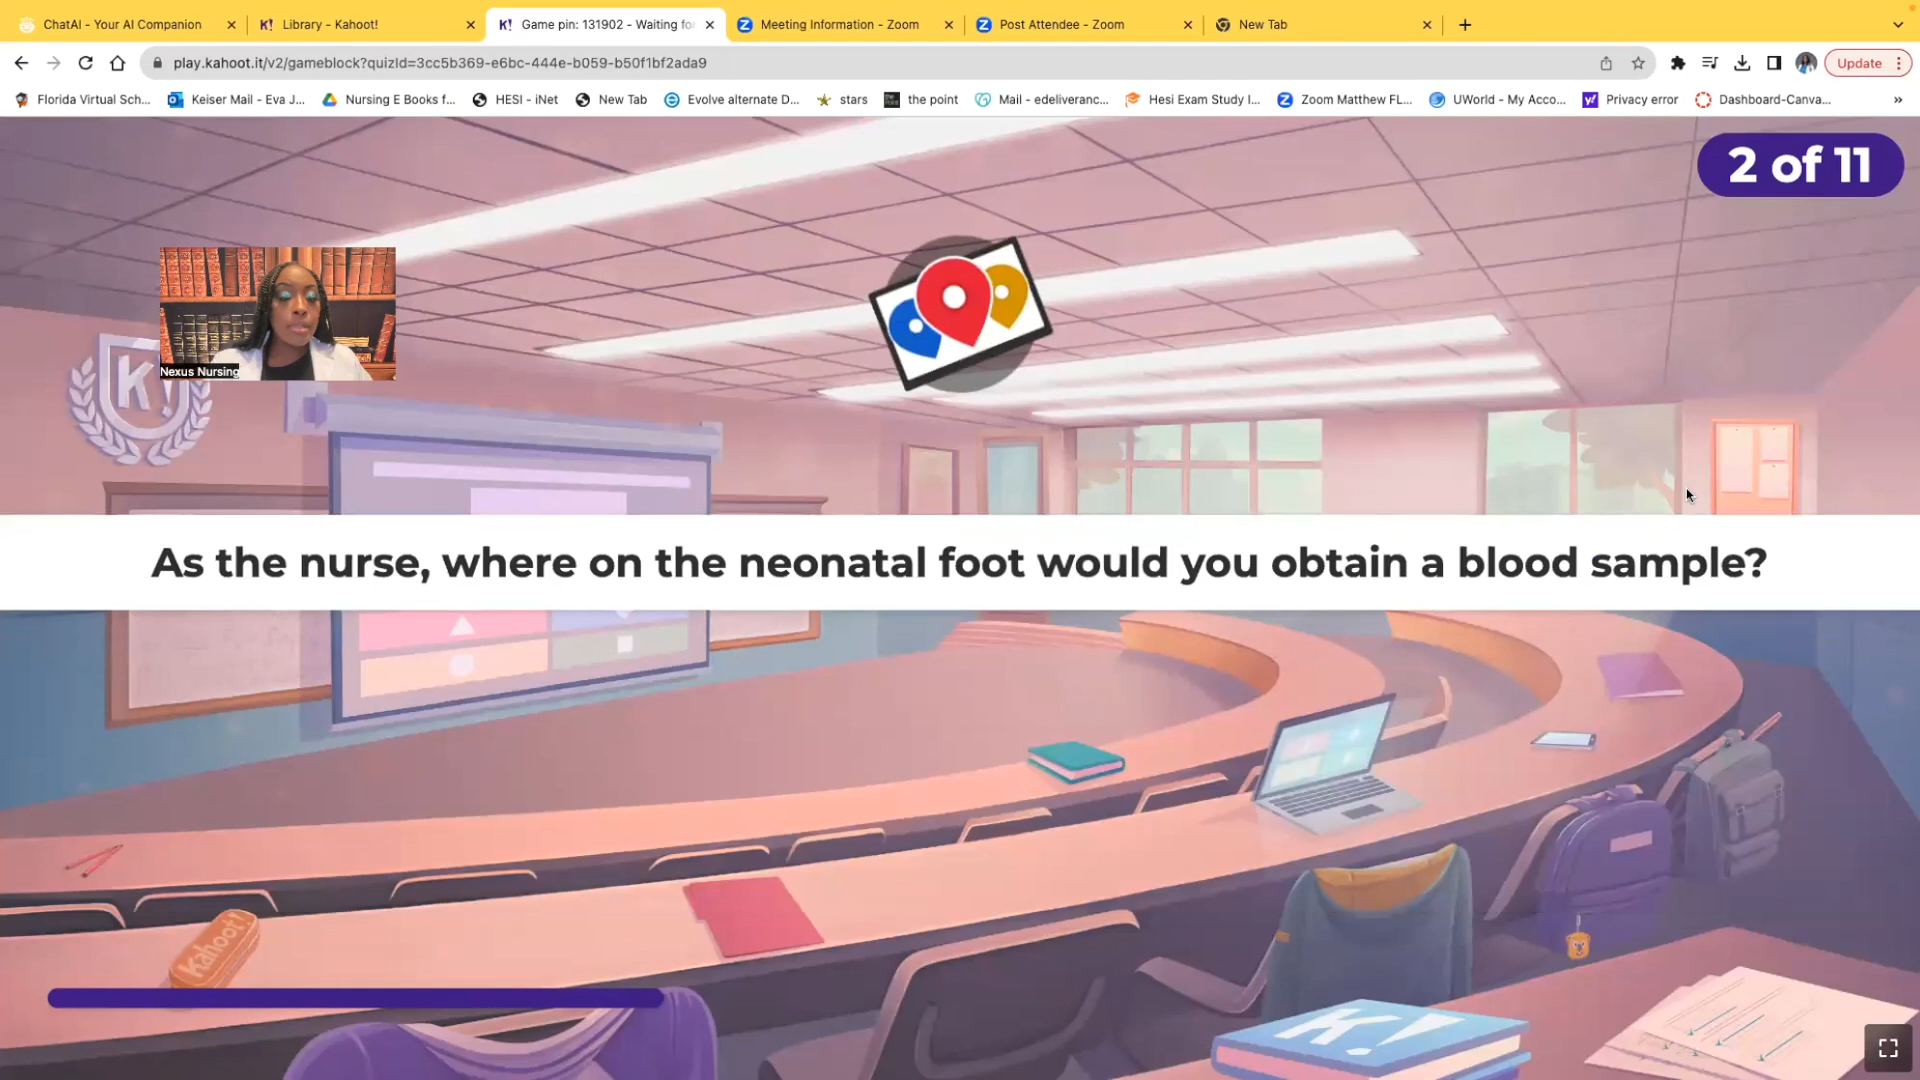 ChatAI - Your AI Companion
Library - Kahoot!
Game pin: 131902 - Waiting for
Meeting Information - Zoom
Post Attendee - Zoom
New Tab
play.kahoot.it/v2/gameblock?quizId=3cc5b369-e6bc-444e-b059-b50f1bf2ada9
Update
Florida Virtual Sch...
Keiser Mail - Eva J...
Nursing E Books f...
HESI - iNet
New Tab
Evolve alternate D...
stars
the point
Mail - edeliveranc...
Hesi Exam Study I...
Zoom Matthew FL...
UWorld - My Acco...
Privacy error
Dashboard-Canva...
2 of 11
K!
Nexus Nursing
As the nurse, where on the neonatal foot would you obtain a blood sample?
Kahoot!
K!